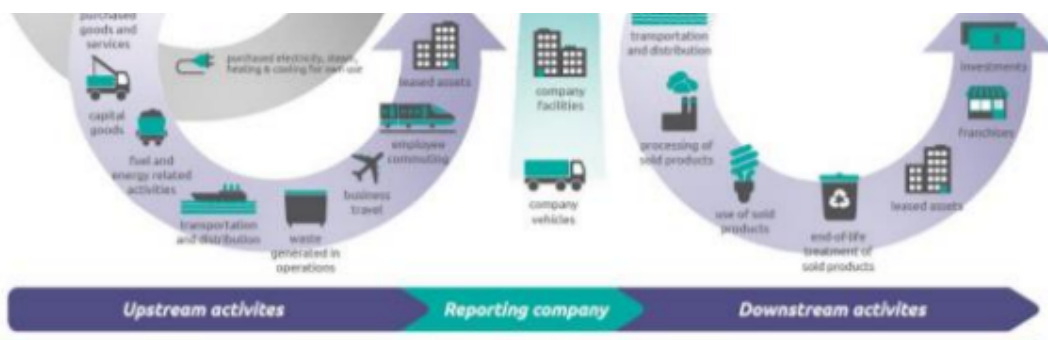 purchased
goods and
services
purchased electricity, steam,
heating & cooling for own use
capital
goods
fuel and
energy related
activities
transportation
and distribution
waste
generated in
operations
business
travel
employee
commuting
leased assets
company
facilities
company
vehicles
transportation
and distribution
processing of
sold products
use of sold
products
end-of-life
treatment of
sold products
leased assets
franchises
investments
Upstream activites
Reporting company
Downstream activites